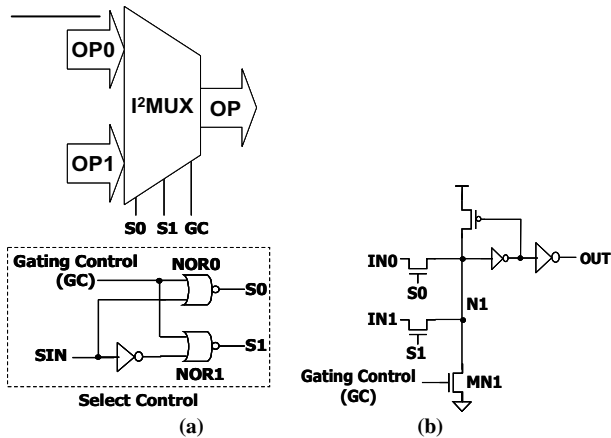 OP0
I²MUX
OP
OP1
S0 S1 GC
Gating Control
(GC)
NOR0
S0
SIN
S1
NOR1
Select Control
(a)
IN0
S0
OUT
N1
IN1
S1
Gating Control
(GC)
MN1
(b)